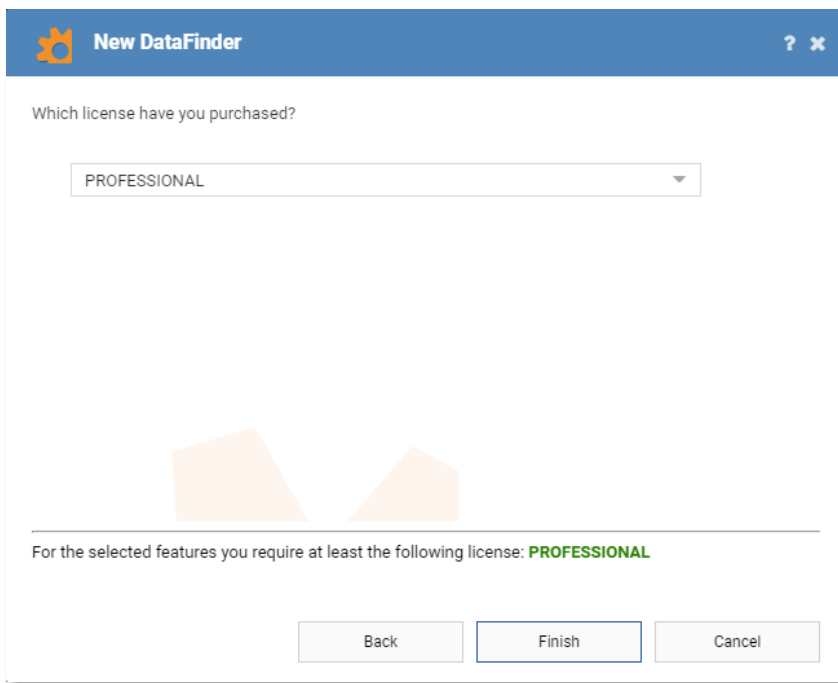 New DataFinder
?
Which license have you purchased?
PROFESSIONAL
For the selected features you require at least the following license: PROFESSIONAL
Back
Finish
Cancel